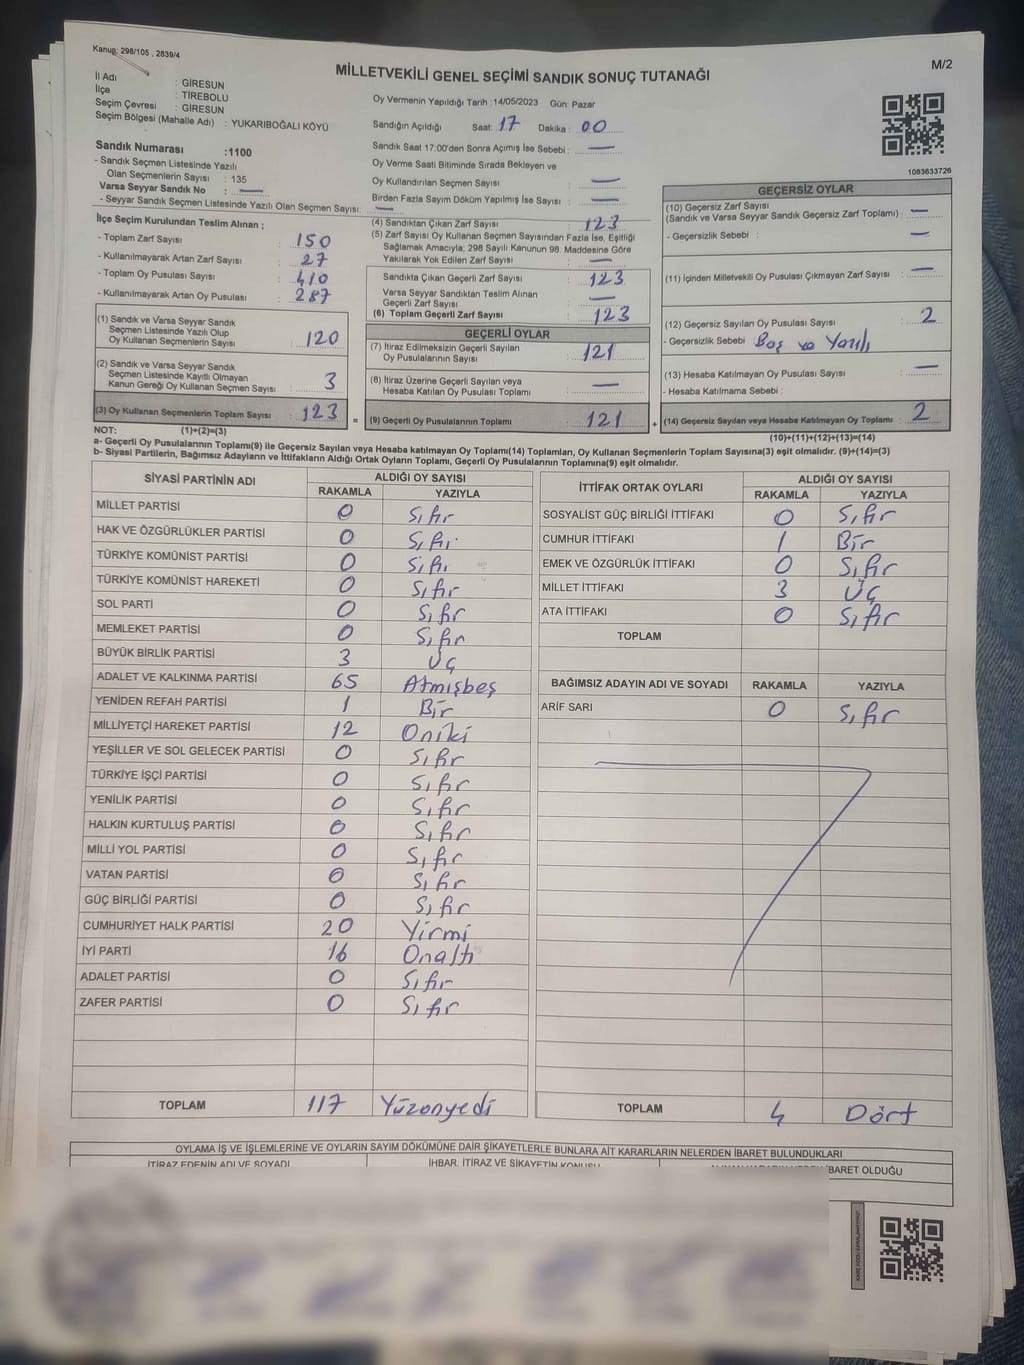 Kanun: 298/105 , 2839/4
MİLLETVEKİLİ GENEL SEÇİMİ SANDIK SONUÇ TUTANAĞI
M/2
İl Adı : GİRESUN
İlçe : TİREBOLU
Seçim Çevresi : GİRESUN
Seçim Bölgesi (Mahalle Adı) : YUKARIBOĞALI KÖYÜ
Sandık Numarası :1100
- Sandık Seçmen Listesinde Yazılı
Olan Seçmenlerin Sayısı : 135
Varsa Seyyar Sandık No : —
- Seyyar Sandık Seçmen Listesinde Yazılı Olan Seçmen Sayısı: —
İlçe Seçim Kurulundan Teslim Alınan ;
- Toplam Zarf Sayısı : 150
- Kullanılmayarak Artan Zarf Sayısı : 27
- Toplam Oy Pusulası Sayısı : 410
- Kullanılmayarak Artan Oy Pusulası : 287
(1) Sandık ve Varsa Seyyar Sandık
Seçmen Listesinde Yazılı Olup
Oy Kullanan Seçmenlerin Sayısı : 120
(2) Sandık ve Varsa Seyyar Sandık
Seçmen Listesinde Kayıtlı Olmayan
Kanun Gereği Oy Kullanan Seçmen Sayısı : 3
(3) Oy Kullanan Seçmenlerin Toplam Sayısı : 123
Oy Vermenin Yapıldığı Tarih :14/05/2023 Gün: Pazar
Sandığın Açıldığı Saat: 17 Dakika : 00
Sandık Saat 17:00'den Sonra Açılmış İse Sebebi : —
Oy Verme Saati Bitiminde Sırada Bekleyen ve
Oy Kullandırılan Seçmen Sayısı : —
Birden Fazla Sayım Döküm Yapılmış İse Sayısı : —
(4) Sandıktan Çıkan Zarf Sayısı : 123
(5) Zarf Sayısı Oy Kullanan Seçmen Sayısından Fazla İse, Eşitliği
Sağlamak Amacıyla; 298 Sayılı Kanunun 98. Maddesine Göre
Yakılarak Yok Edilen Zarf Sayısı : —
Sandıkta Çıkan Geçerli Zarf Sayısı : 123
Varsa Seyyar Sandıktan Teslim Alınan
Geçerli Zarf Sayısı : —
(6) Toplam Geçerli Zarf Sayısı : 123
GEÇERLİ OYLAR
(7) İtiraz Edilmeksizin Geçerli Sayılan
Oy Pusulalarının Sayısı : 121
(8) İtiraz Üzerine Geçerli Sayılan veya
Hesaba Katılan Oy Pusulası Toplamı : —
= (9) Geçerli Oy Pusulalarının Toplamı : 121 +
1083633726
GEÇERSİZ OYLAR
(10) Geçersiz Zarf Sayısı
(Sandık ve Varsa Seyyar Sandık Geçersiz Zarf Toplamı) : —
- Geçersizlik Sebebi : —
(11) İçinden Milletvekili Oy Pusulası Çıkmayan Zarf Sayısı : —
(12) Geçersiz Sayılan Oy Pusulası Sayısı : 2
- Geçersizlik Sebebi : Boş ve Yazılı
(13) Hesaba Katılmayan Oy Pusulası Sayısı : —
- Hesaba Katılmama Sebebi :
(14) Geçersiz Sayılan veya Hesaba Katılmayan Oy Toplamı : 2
NOT: (1)+(2)=(3)
(10)+(11)+(12)+(13)=(14)
a- Geçerli Oy Pusulalarının Toplamı(9) ile Geçersiz Sayılan veya Hesaba katılmayan Oy Toplamı(14) Toplamları, Oy Kullanan Seçmenlerin Toplam Sayısına(3) eşit olmalıdır. (9)+(14)=(3)
b- Siyasi Partilerin, Bağımsız Adayların ve İttifakların Aldığı Ortak Oyların Toplamı, Geçerli Oy Pusulalarının Toplamına(9) eşit olmalıdır.
SİYASİ PARTİNİN ADI ALDIĞI OY SAYISI
RAKAMLA YAZIYLA
MİLLET PARTİSİ 0 Sıfır
HAK VE ÖZGÜRLÜKLER PARTİSİ 0 Sıfır
TÜRKİYE KOMÜNİST PARTİSİ 0 Sıfır
TÜRKİYE KOMÜNİST HAREKETİ 0 Sıfır
SOL PARTİ 0 Sıfır
MEMLEKET PARTİSİ 0 Sıfır
BÜYÜK BİRLİK PARTİSİ 3 Üç
ADALET VE KALKINMA PARTİSİ 65 Atmışbeş
YENİDEN REFAH PARTİSİ 1 Bir
MİLLİYETÇİ HAREKET PARTİSİ 12 Oniki
YEŞİLLER VE SOL GELECEK PARTİSİ 0 Sıfır
TÜRKİYE İŞÇİ PARTİSİ 0 Sıfır
YENİLİK PARTİSİ 0 Sıfır
HALKIN KURTULUŞ PARTİSİ 0 Sıfır
MİLLİ YOL PARTİSİ 0 Sıfır
VATAN PARTİSİ 0 Sıfır
GÜÇ BİRLİĞİ PARTİSİ 0 Sıfır
CUMHURİYET HALK PARTİSİ 20 Yirmi
İYİ PARTİ 16 Onaltı
ADALET PARTİSİ 0 Sıfır
ZAFER PARTİSİ 0 Sıfır
TOPLAM 117 Yüzonyedi
İTTİFAK ORTAK OYLARI ALDIĞI OY SAYISI
RAKAMLA YAZIYLA
SOSYALİST GÜÇ BİRLİĞİ İTTİFAKI 0 Sıfır
CUMHUR İTTİFAKI 1 Bir
EMEK VE ÖZGÜRLÜK İTTİFAKI 0 Sıfır
MİLLET İTTİFAKI 3 Üç
ATA İTTİFAKI 0 Sıfır
TOPLAM
BAĞIMSIZ ADAYIN ADI VE SOYADI RAKAMLA YAZIYLA
ARİF SARI 0 Sıfır
TOPLAM 4 Dört
OYLAMA İŞ VE İŞLEMLERİNE VE OYLARIN SAYIM DÖKÜMÜNE DAİR ŞİKAYETLERLE BUNLARA AİT KARARLARIN NELERDEN İBARET BULUNDUKLARI
İTİRAZ EDENİN ADI VE SOYADI İHBAR, İTİRAZ VE ŞİKAYETİN KONUSU İBARET OLDUĞU